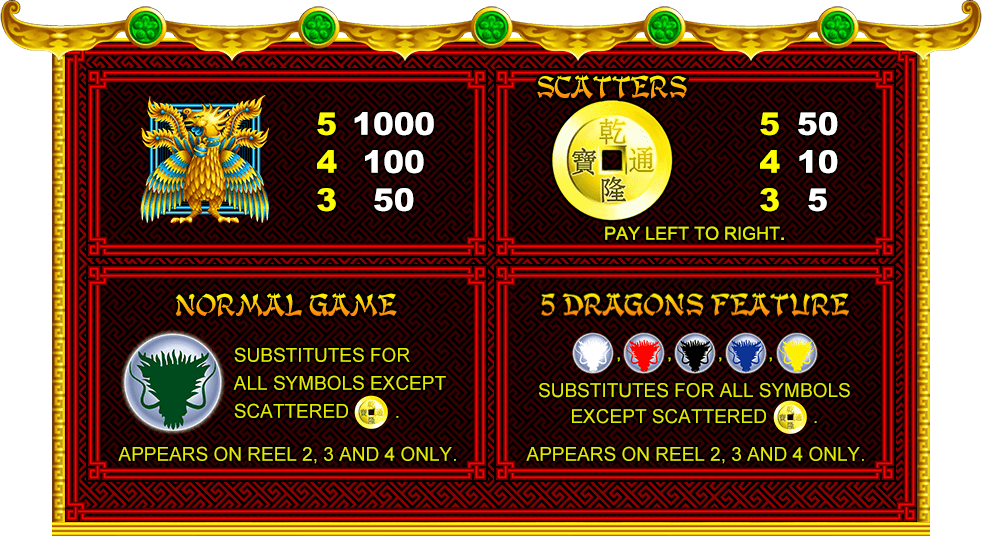 5 1000
4 100
3 50
SCATTERS
乾
寶 通
隆
5 50
4 10
3 5
PAY LEFT TO RIGHT.
NORMAL GAME
SUBSTITUTES FOR
ALL SYMBOLS EXCEPT
SCATTERED .
APPEARS ON REEL 2, 3 AND 4 ONLY.
5 DRAGONS FEATURE
, , , ,
SUBSTITUTES FOR ALL SYMBOLS
EXCEPT SCATTERED .
APPEARS ON REEL 2, 3 AND 4 ONLY.